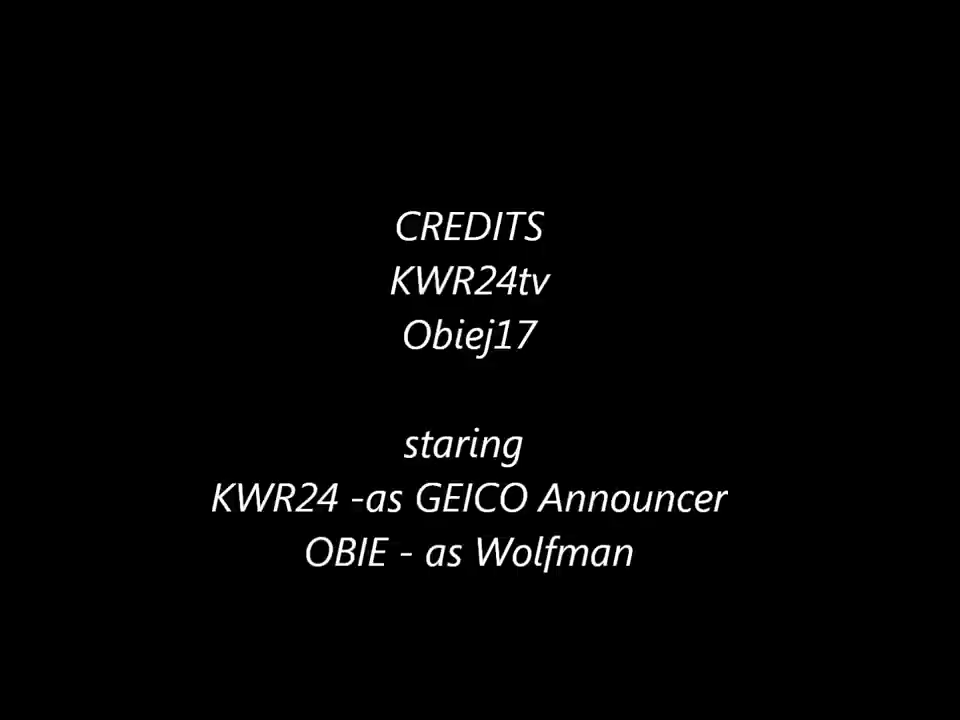 CREDITS
KWR24tv
Obiej17
staring
KWR24 -as GEICO Announcer
OBIE - as Wolfman